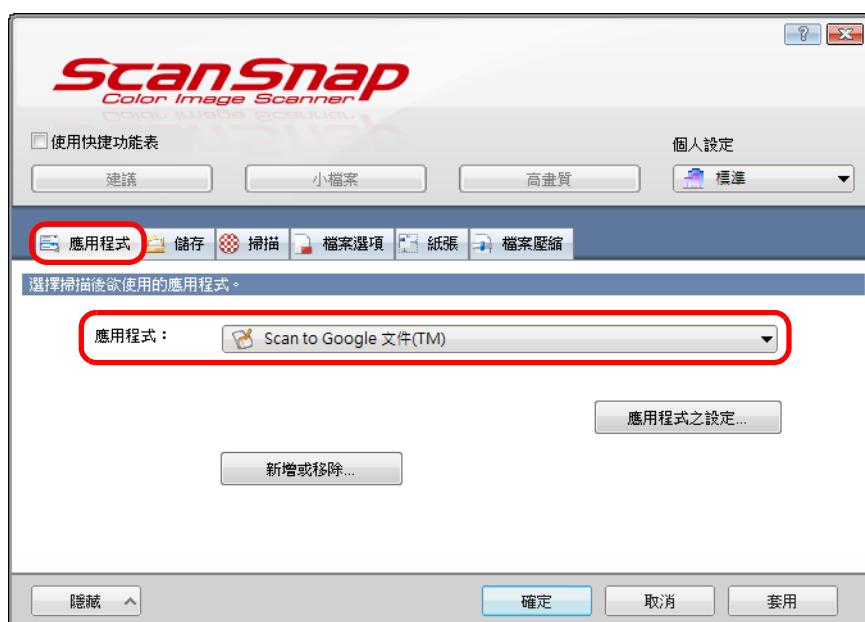 ScanSnap
Color Image Scanner
使用快捷功能表
個人設定
建議 小檔案 高畫質 標準
應用程式 儲存 掃描 檔案選項 紙張 檔案壓縮
選擇掃描後欲使用的應用程式。
應用程式： Scan to Google 文件(TM)
應用程式之設定...
新增或移除...
隱藏 確定 取消 套用